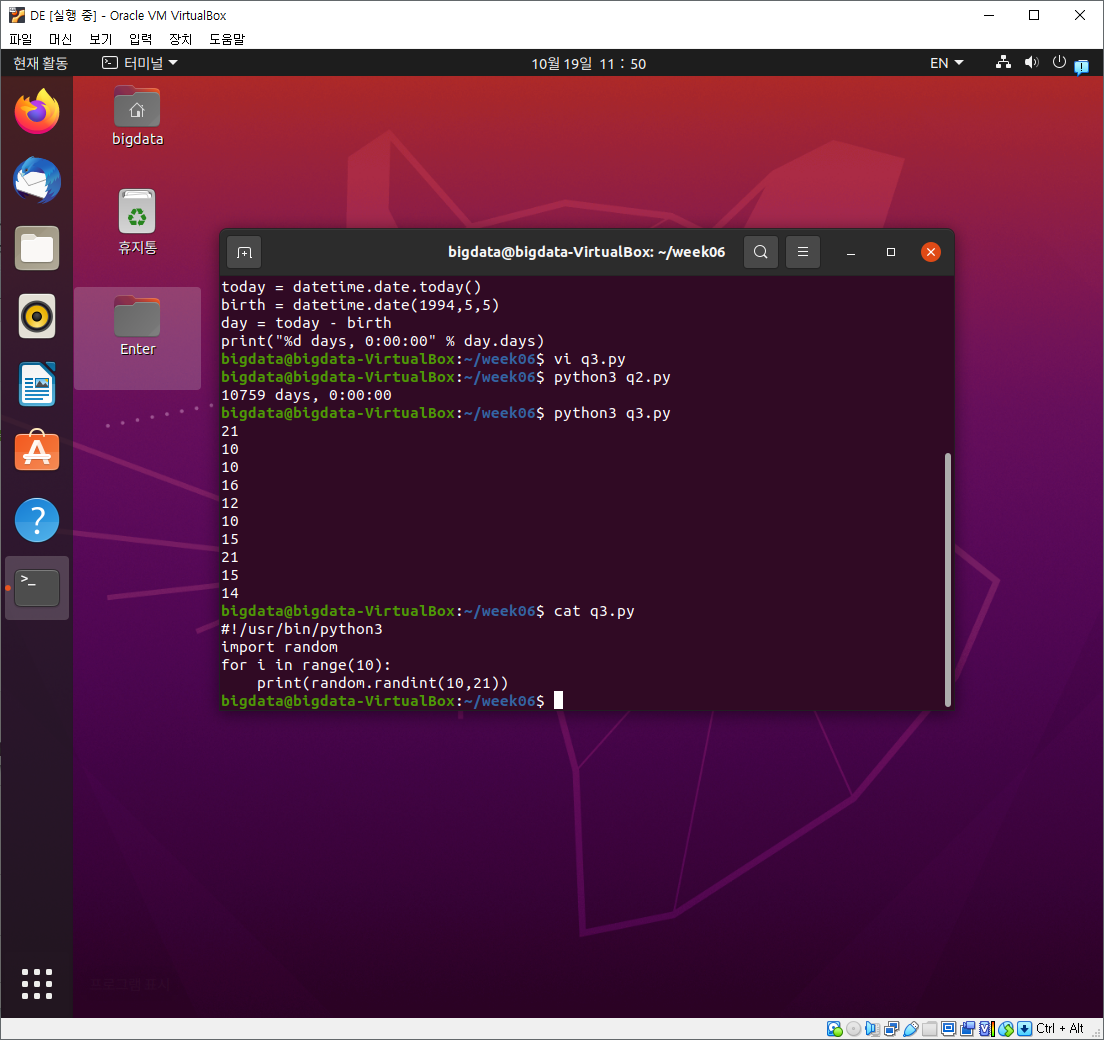 DE [실행 중] - Oracle VM VirtualBox
파일 머신 보기 입력 장치 도움말
현재 활동 터미널 10월 19일 11 : 50 EN
bigdata
휴지통
Enter
bigdata@bigdata-VirtualBox: ~/week06
today = datetime.date.today()
birth = datetime.date(1994,5,5)
day = today - birth
print("%d days, 0:00:00" % day.days)
bigdata@bigdata-VirtualBox:~/week06$ vi q3.py
bigdata@bigdata-VirtualBox:~/week06$ python3 q2.py
10759 days, 0:00:00
bigdata@bigdata-VirtualBox:~/week06$ python3 q3.py
21
10
10
16
12
10
15
21
15
14
bigdata@bigdata-VirtualBox:~/week06$ cat q3.py
#!/usr/bin/python3
import random
for i in range(10):
    print(random.randint(10,21))
bigdata@bigdata-VirtualBox:~/week06$
프로그램 표시
Ctrl + Alt